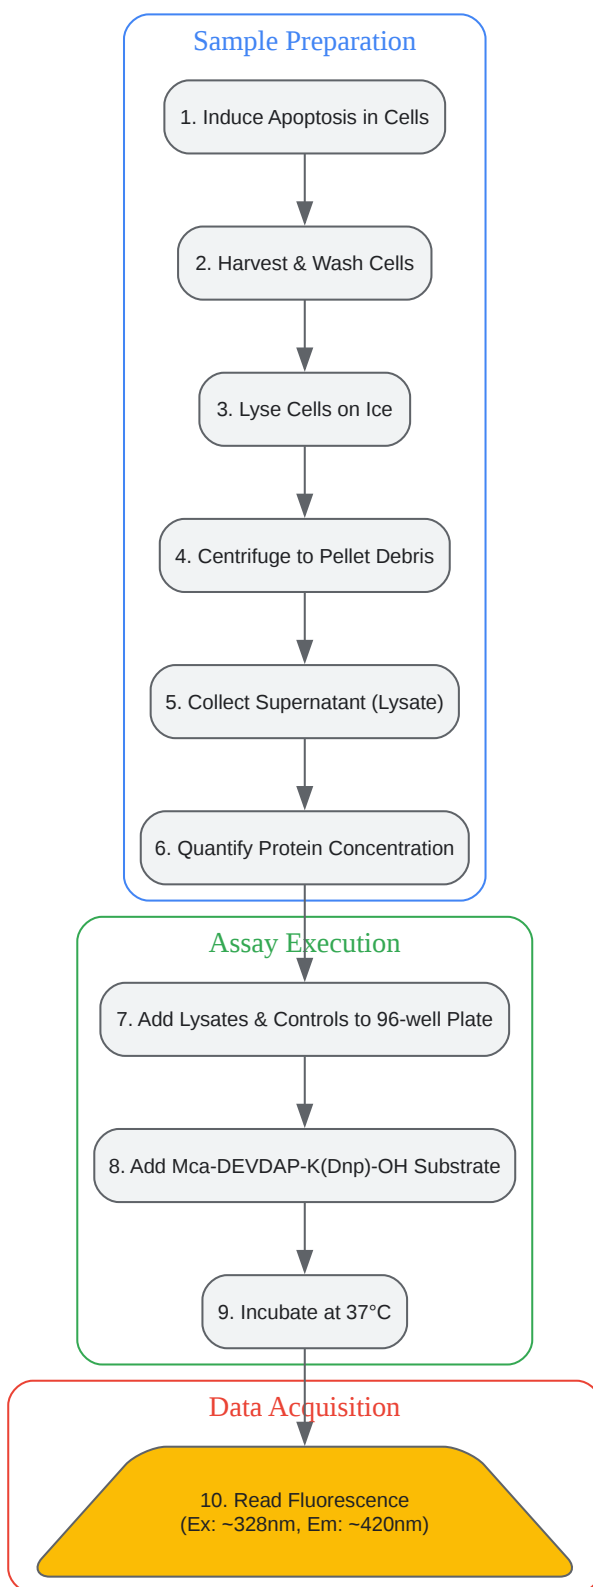 Sample Preparation
1. Induce Apoptosis in Cells
2. Harvest & Wash Cells
3. Lyse Cells on Ice
4. Centrifuge to Pellet Debris
5. Collect Supernatant (Lysate)
6. Quantify Protein Concentration
Assay Execution
7. Add Lysates & Controls to 96-well Plate
8. Add Mca-DEVDAP-K(Dnp)-OH Substrate
9. Incubate at 37°C
Data Acquisition
10. Read Fluorescence
(Ex: ~328nm, Em: ~420nm)